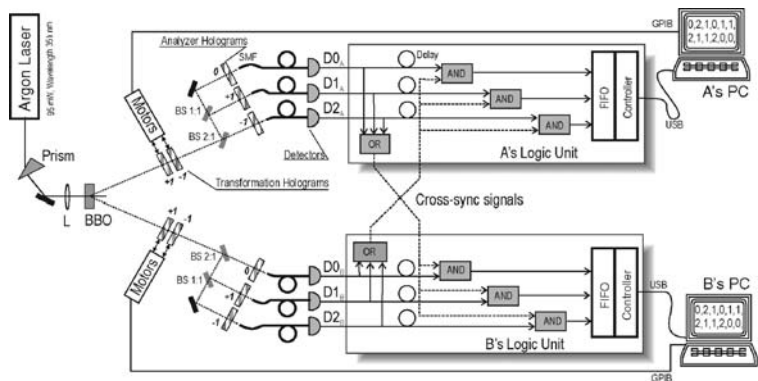 Argon Laser
95 mW, Wavelength 351nm
Prism
L
BBO
Motors
+1
-1
Transformation Holograms
Analyzer Holograms
SMF
0
+1
-1
BS 1:1
BS 2:1
D0A
D1A
D2A
Detectors
Delay
AND
AND
AND
OR
FIFO
Controller
A's Logic Unit
GPIB
0,2,1,0,1,1,
2,1,1,2,0,0,
A's PC
USB
Cross-sync signals
Motors
+1
-1
BS 2:1
BS 1:1
0
+1
-1
D0B
D1B
D2B
OR
AND
AND
AND
FIFO
Controller
B's Logic Unit
USB
B's PC
0,2,1,0,1,1,
2,1,1,2,0,0,
GPIB